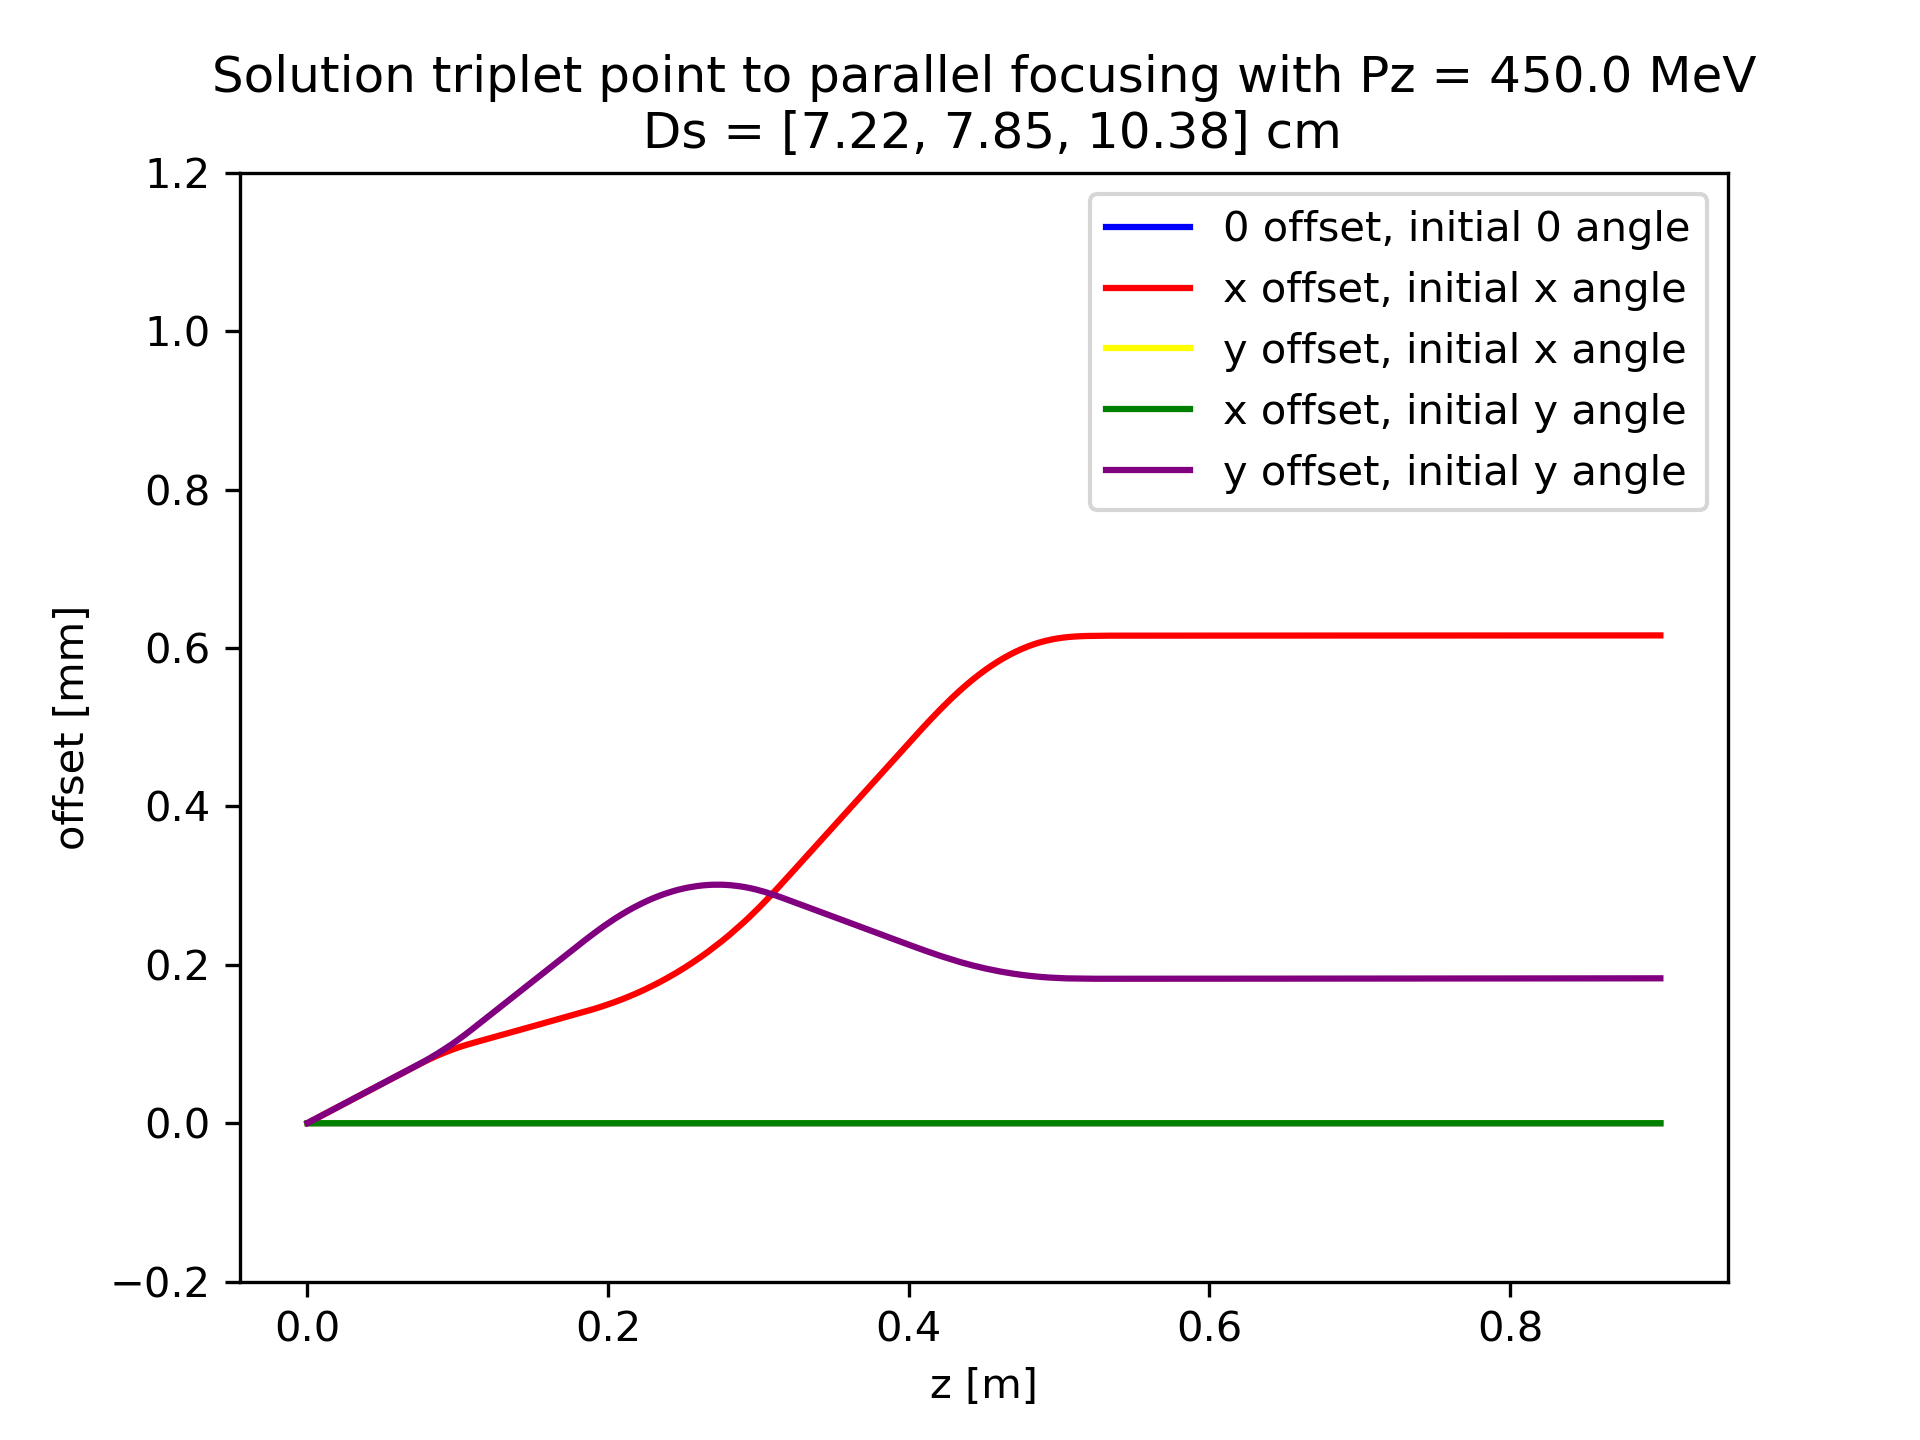 Solution triplet point to parallel focusing with Pz = 450.0 MeV
Ds = [7.22, 7.85, 10.38] cm
1.2
1.0
0.8
0.6
0.4
0.2
0.0
−0.2
offset [mm]
0 offset, initial 0 angle
x offset, initial x angle
y offset, initial x angle
x offset, initial y angle
y offset, initial y angle
0.0 0.2 0.4 0.6 0.8
z [m]